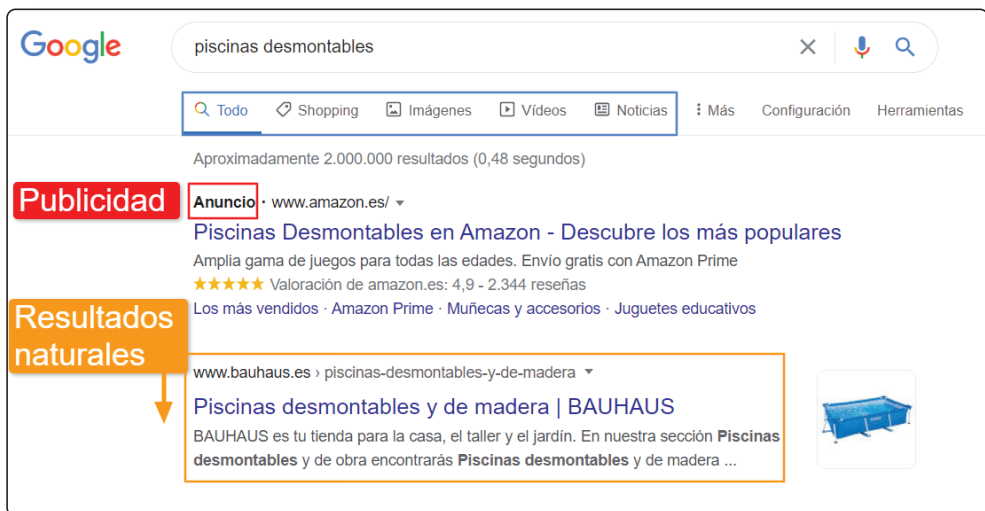 Google
piscinas desmontables
Todo Shopping Imágenes Vídeos Noticias Más Configuración Herramientas
Aproximadamente 2.000.000 resultados (0,48 segundos)
Publicidad
Anuncio · www.amazon.es/
Piscinas Desmontables en Amazon - Descubre los más populares
Amplia gama de juegos para todas las edades. Envío gratis con Amazon Prime
Valoración de amazon.es: 4,9 - 2.344 reseñas
Los más vendidos · Amazon Prime · Muñecas y accesorios · Juguetes educativos
Resultados
naturales
www.bauhaus.es › piscinas-desmontables-y-de-madera
Piscinas desmontables y de madera | BAUHAUS
BAUHAUS es tu tienda para la casa, el taller y el jardín. En nuestra sección Piscinas
desmontables y de obra encontrarás Piscinas desmontables y de madera ...